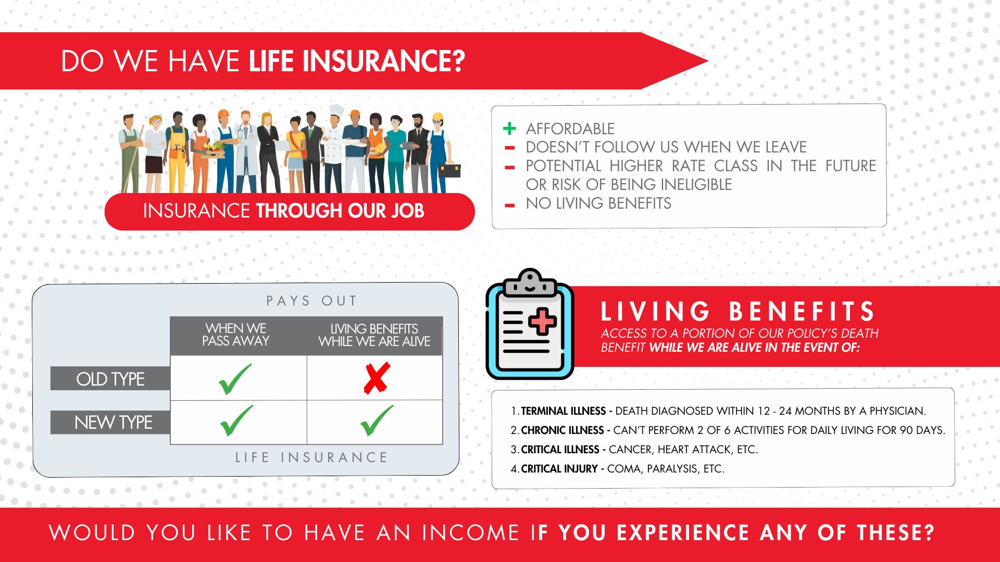 DO WE HAVE LIFE INSURANCE?
INSURANCE THROUGH OUR JOB
+ AFFORDABLE
- DOESN'T FOLLOW US WHEN WE LEAVE
- POTENTIAL HIGHER RATE CLASS IN THE FUTURE
OR RISK OF BEING INELIGIBLE
- NO LIVING BENEFITS
PAYS OUT
WHEN WE
PASS AWAY
LIVING BENEFITS
WHILE WE ARE ALIVE
OLD TYPE
NEW TYPE
LIFE INSURANCE
LIVING BENEFITS
ACCESS TO A PORTION OF OUR POLICY'S DEATH
BENEFIT WHILE WE ARE ALIVE IN THE EVENT OF:
1. TERMINAL ILLNESS - DEATH DIAGNOSED WITHIN 12 - 24 MONTHS BY A PHYSICIAN.
2. CHRONIC ILLNESS - CAN'T PERFORM 2 OF 6 ACTIVITIES FOR DAILY LIVING FOR 90 DAYS.
3. CRITICAL ILLNESS - CANCER, HEART ATTACK, ETC.
4. CRITICAL INJURY - COMA, PARALYSIS, ETC.
WOULD YOU LIKE TO HAVE AN INCOME IF YOU EXPERIENCE ANY OF THESE?